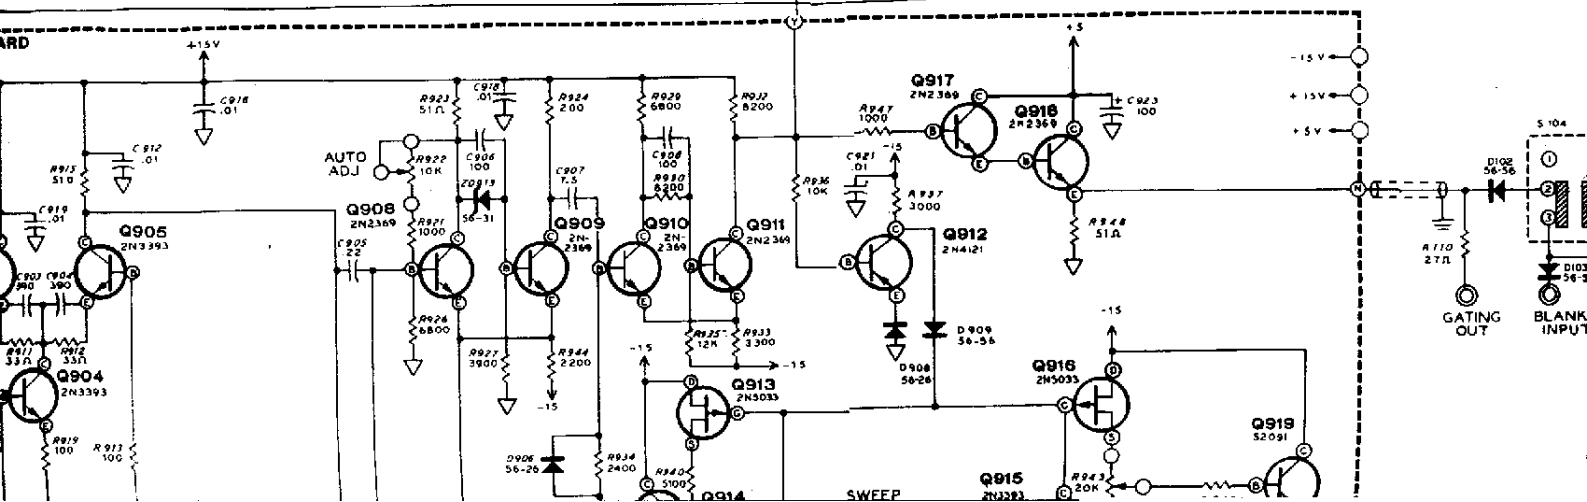 ARD
+15V
C916
.01
R915
510
C912
.01
C919
.01
Q905
2N3393
C903
390
C904
390
R911
33Ω
R912
33Ω
Q904
2N3393
R919
100
R913
100
C
B
E
AUTO
ADJ
R922
10K
R923
51Ω
C918
.01
R924
200
C906
100
ZD913
56-31
Q908
2N2369
R921
1000
C905
.22
C907
7.5
Q909
2N-
2369
R926
6800
R927
3900
R944
2200
-15
R929
6800
C908
100
R930
8200
Q910
2N-
2369
R932
8200
Q911
2N2369
R925
12K
R933
3300
-15
-15
Q913
2N5033
D
G
S
D906
56-26
R934
2400
R940
5100
Q914
SWEEP
Y
R947
1000
Q917
2N2369
+5
Q918
2N2369
C923
100
C921
.01
-15
R936
10K
R937
3000
Q912
2N4121
R948
51Ω
D908
56-26
D909
56-56
-15
Q916
2N5033
D
G
S
Q915
2N3393
R943
20K
Q919
S2091
-15V
+15V
+5V
N
R110
27Ω
GATING
OUT
D102
56-56
S104
1
2
3
D103
BLANK
INPUT